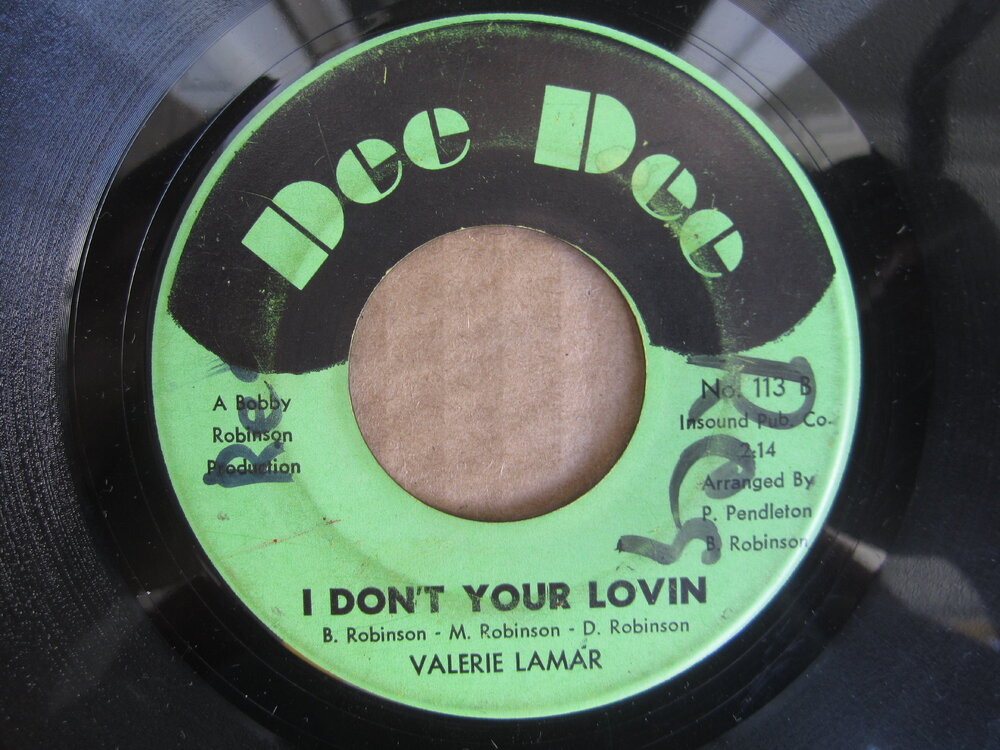 Dee Dee
A Bobby
Robinson
Production
No. 113 B
Insound Pub. Co.
2:14
Arranged By
P. Pendleton
B. Robinson
I DON'T YOUR LOVIN
B. Robinson - M. Robinson - D. Robinson
VALERIE LAMAR